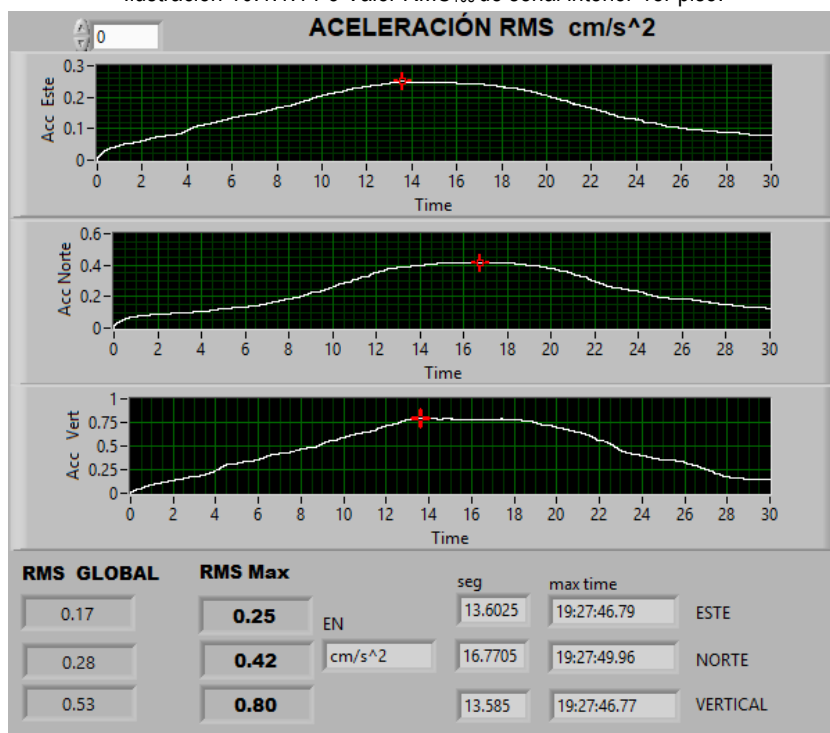 ACELERACIÓN RMS cm/s^2
0
Acc Este
0.3
0.2
0.1
0
0 2 4 6 8 10 12 14 16 18 20 22 24 26 28 30
Time
Acc Norte
0.6
0.4
0.2
0
0 2 4 6 8 10 12 14 16 18 20 22 24 26 28 30
Time
Acc Vert
1
0.75
0.5
0.25
0
0 2 4 6 8 10 12 14 16 18 20 22 24 26 28 30
Time
RMS GLOBAL RMS Max seg max time
0.17 0.25 13.6025 19:27:46.79 ESTE
EN
0.28 0.42 cm/s^2 16.7705 19:27:49.96 NORTE
0.53 0.80 13.585 19:27:46.77 VERTICAL